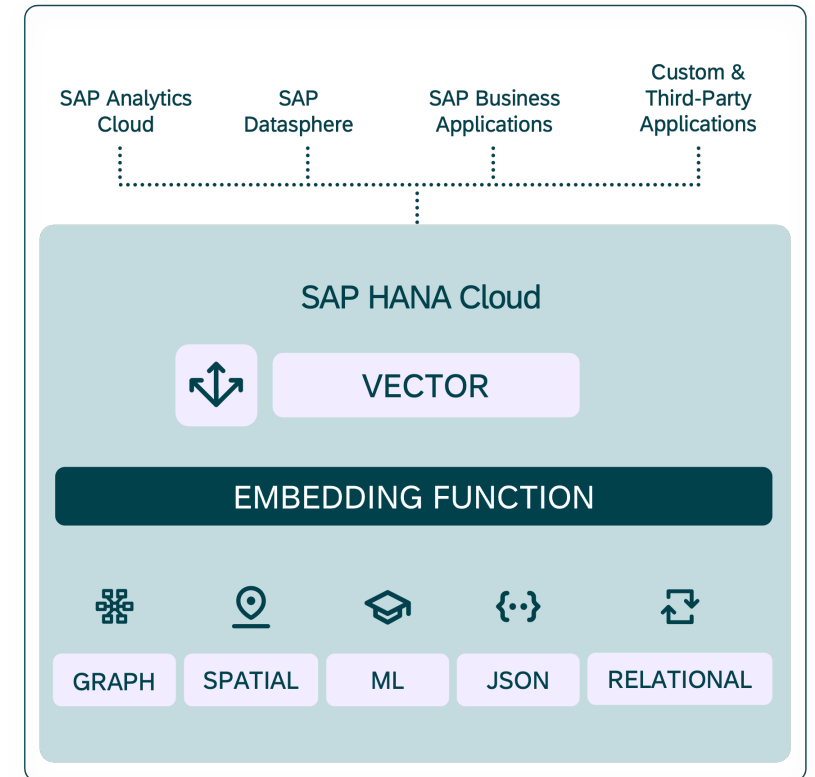 SAP Analytics
Cloud
SAP
Datasphere
SAP Business
Applications
Custom &
Third-Party
Applications
SAP HANA Cloud
VECTOR
EMBEDDING FUNCTION
GRAPH
SPATIAL
ML
JSON
RELATIONAL